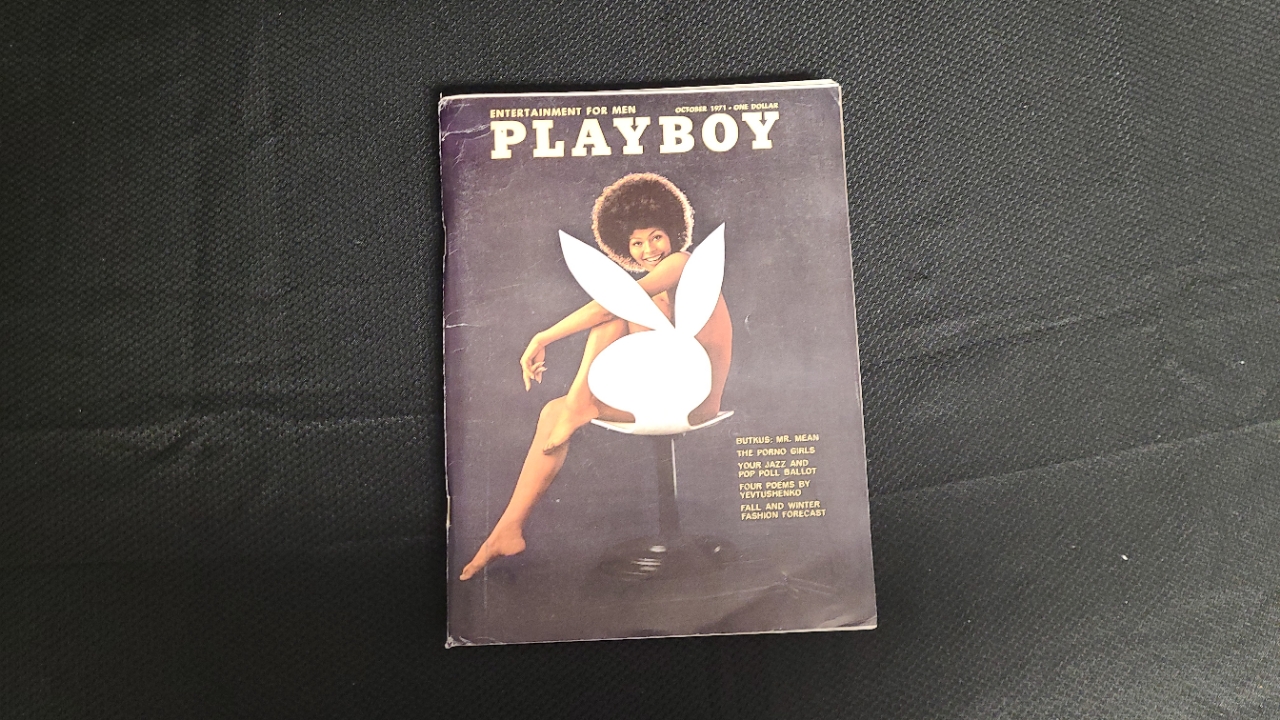 ENTERTAINMENT FOR MEN
OCTOBER 1971 • ONE DOLLAR
PLAYBOY
BUTKUS: MR. MEAN
THE PORNO GIRLS
YOUR JAZZ AND
POP POLL BALLOT
FOUR POEMS BY
YEVTUSHENKO
FALL AND WINTER
FASHION FORECAST